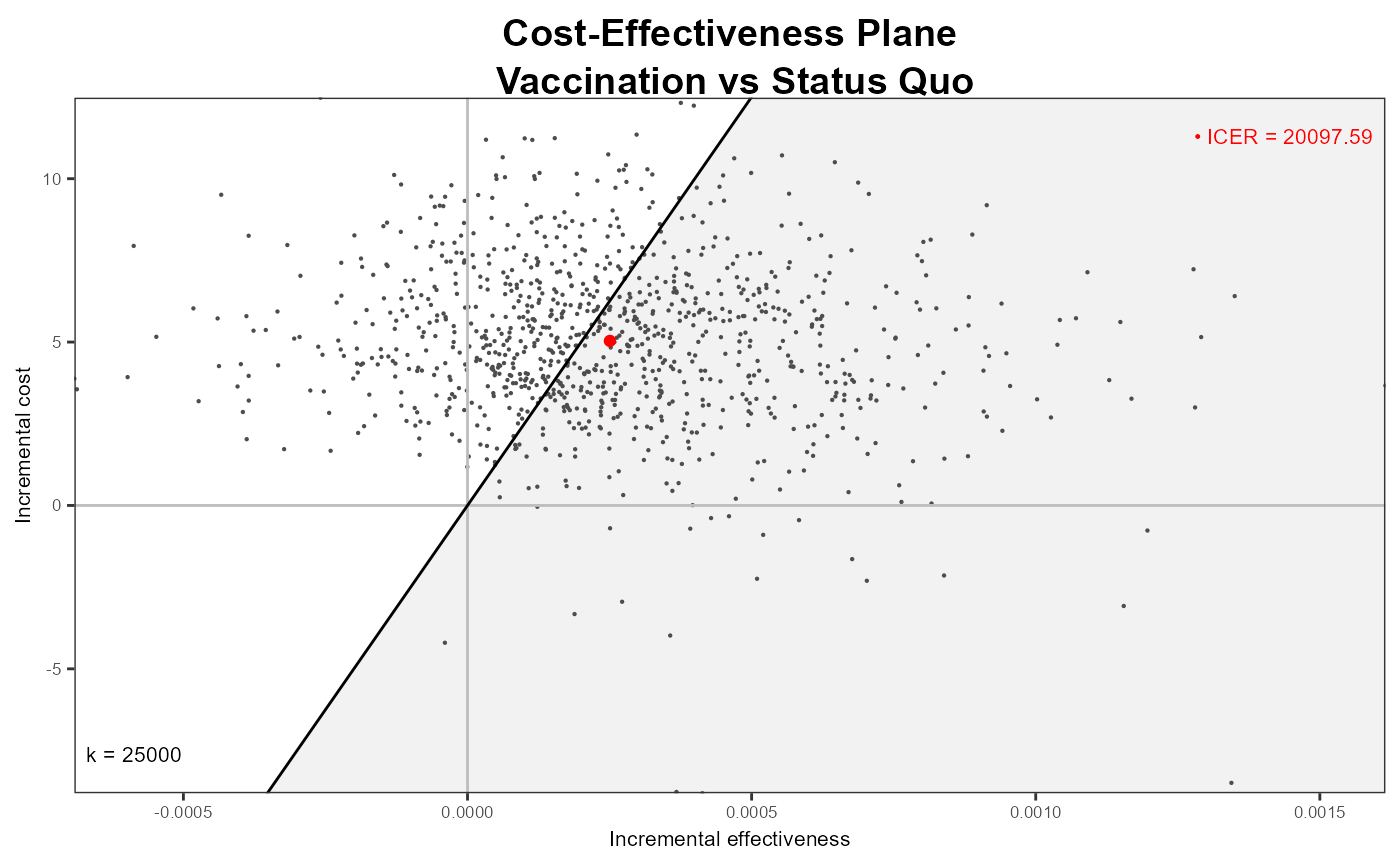 Cost-Effectiveness Plane
Vaccination vs Status Quo
• ICER = 20097.59
10
5
0
-5
Incremental cost
k = 25000
-0.0005 0.0000 0.0005 0.0010 0.0015
Incremental effectiveness